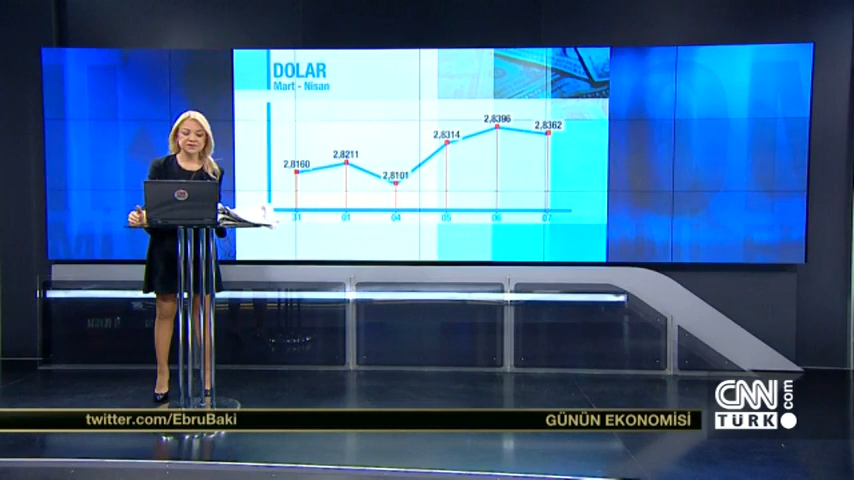 DOLAR
Mart - Nisan
2,8160
2,8211
2,8101
2,8314
2,8396
2,8362
31
01
04
05
06
07
twitter.com/EbruBaki
GÜNÜN EKONOMİSİ
CNN
TURK
.com